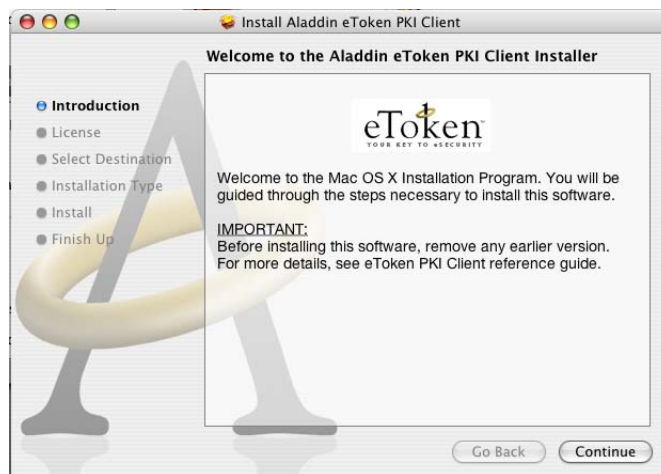 Install Aladdin eToken PKI Client
Welcome to the Aladdin eToken PKI Client Installer
Introduction
License
Select Destination
Installation Type
Install
Finish Up
eToken™
YOUR KEY TO eSECURITY
Welcome to the Mac OS X Installation Program. You will be
guided through the steps necessary to install this software.
IMPORTANT:
Before installing this software, remove any earlier version.
For more details, see eToken PKI Client reference guide.
Go Back
Continue